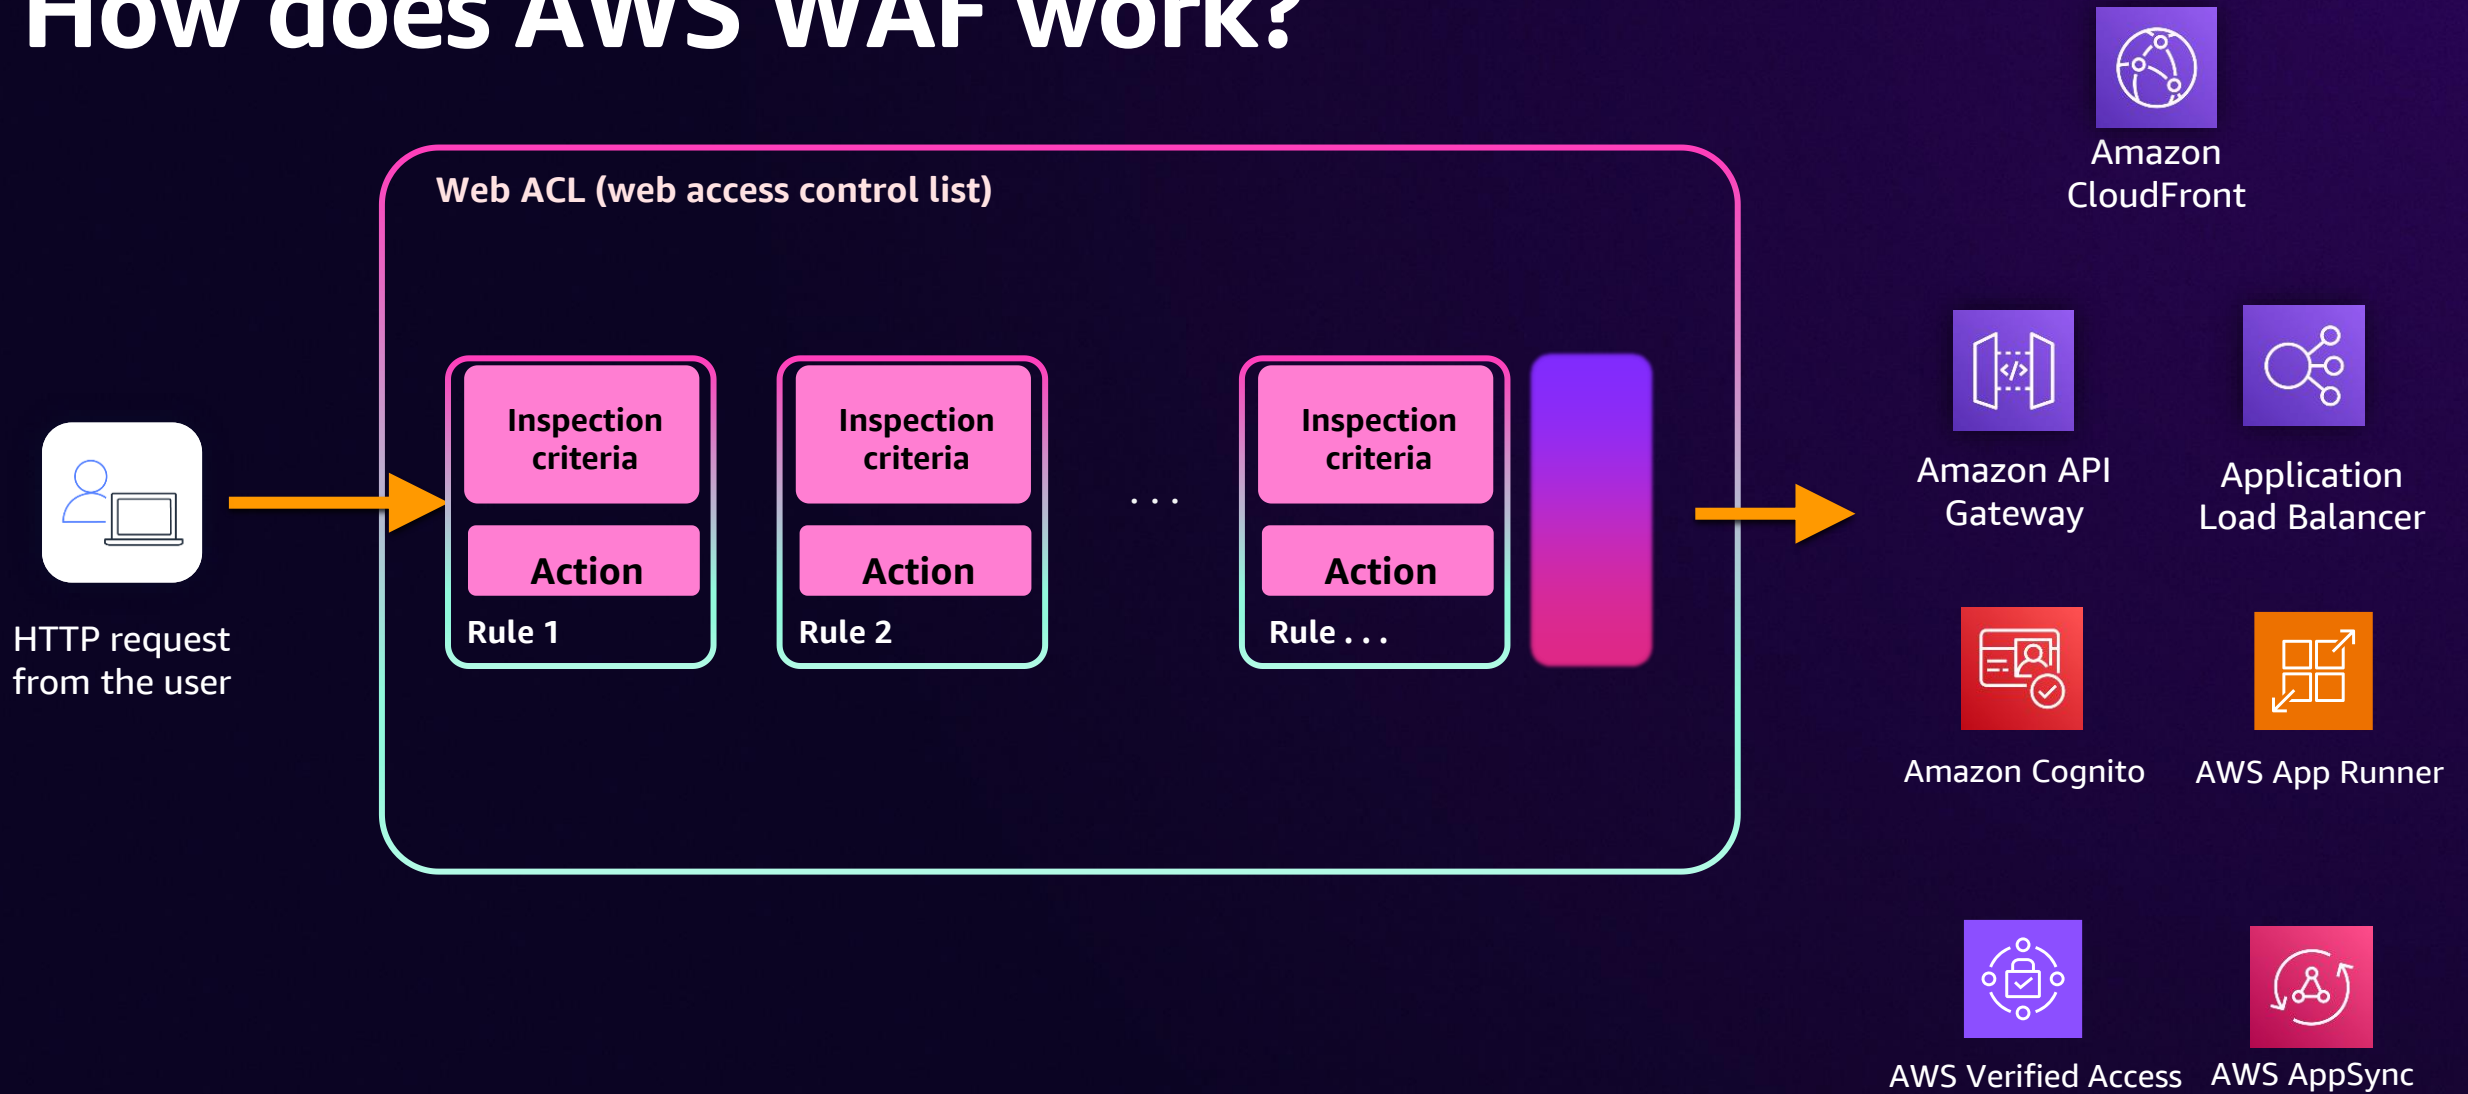 How does AWS WAF work?
Web ACL (web access control list)
HTTP request
from the user
Inspection
criteria
Action
Rule 1
Inspection
criteria
Action
Rule 2
. . .
Inspection
criteria
Action
Rule . . .
Amazon
CloudFront
Amazon API
Gateway
Application
Load Balancer
Amazon Cognito
AWS App Runner
AWS Verified Access
AWS AppSync